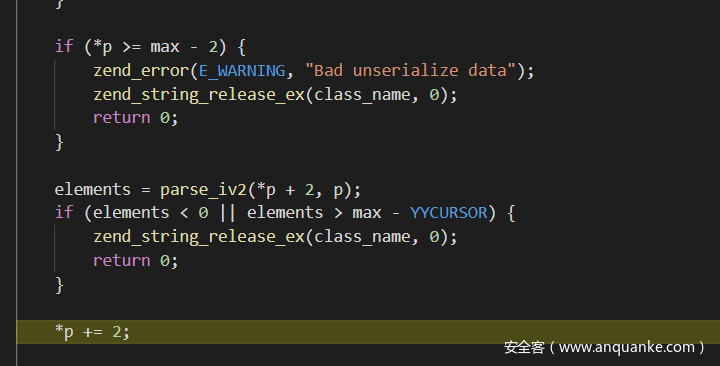 }
if (*p >= max - 2) {
zend_error(E_WARNING, "Bad unserialize data");
zend_string_release_ex(class_name, 0);
return 0;
}
elements = parse_iv2(*p + 2, p);
if (elements < 0 || elements > max - YYCURSOR) {
zend_string_release_ex(class_name, 0);
return 0;
}
*p += 2;
安全客（www.anquanke.com）